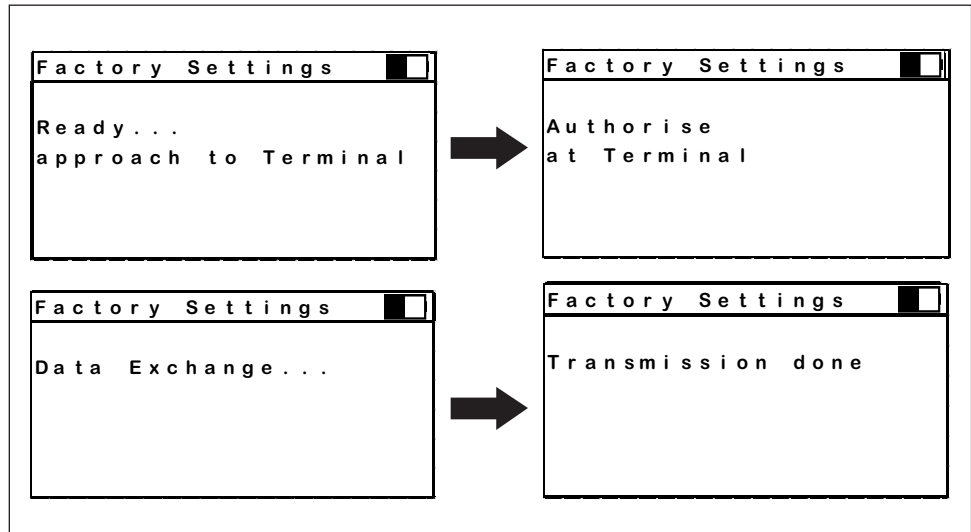 Factory Settings
Ready...
approach to Terminal
Factory Settings
Authorise
at Terminal
Factory Settings
Data Exchange...
Factory Settings
Transmission done